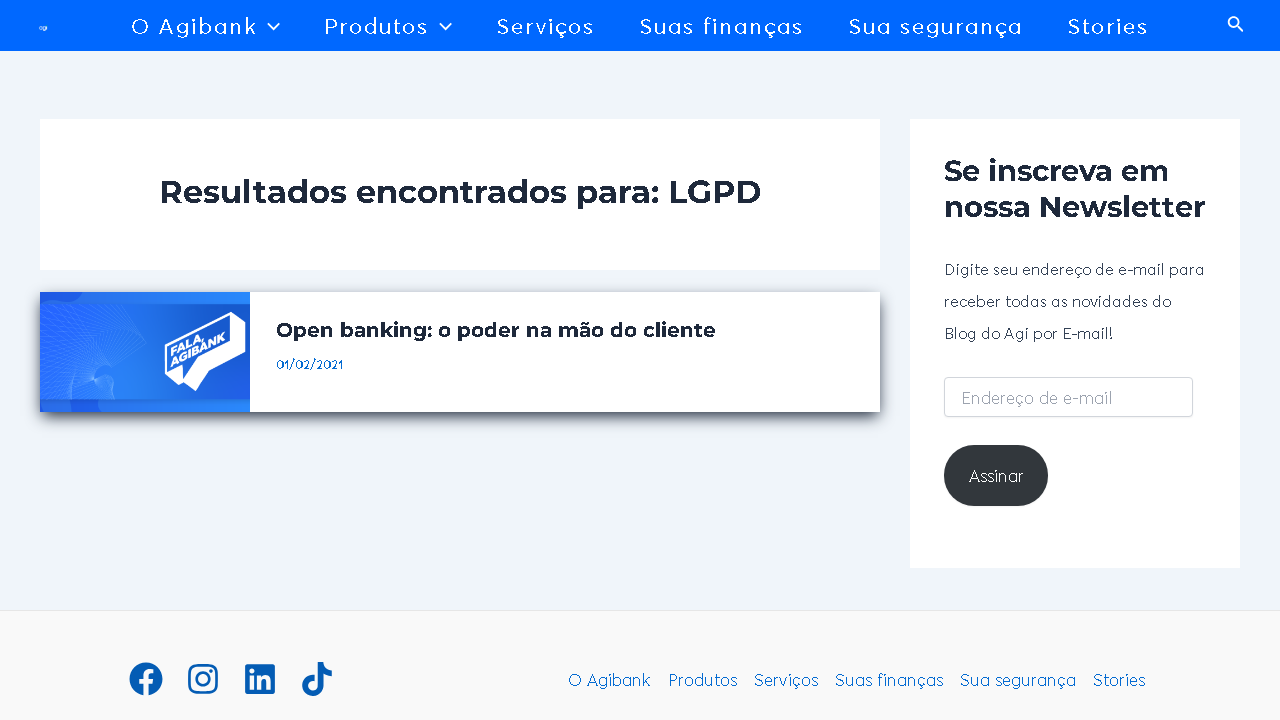 agi
O Agibank
Produtos
Serviços
Suas finanças
Sua segurança
Stories
Resultados encontrados para: LGPD
FALA,
AGIBANK
Open banking: o poder na mão do cliente
01/02/2021
Se inscreva em
nossa Newsletter
Digite seu endereço de e-mail para
receber todas as novidades do
Blog do Agi por E-mail!
Endereço de e-mail
Assinar
O Agibank
Produtos
Serviços
Suas finanças
Sua segurança
Stories